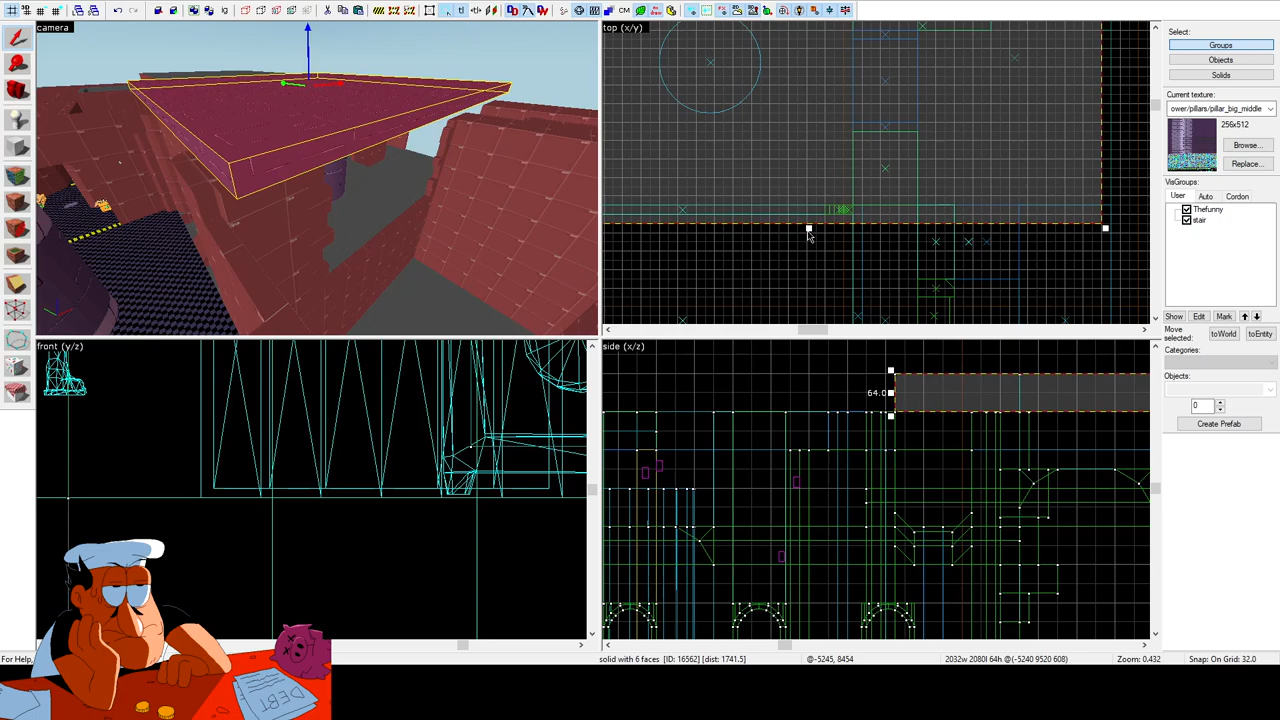 CM
tl
camera
top (x/y)
Select:
Groups
Objects
Solids
Current texture:
ower/pillars/pillar_big_middle
256x512
Browse...
Replace...
VisGroups:
User Auto Cordon
Thefunny
stair
Show Edit Mark
Move selected:
toWorld toEntity
Categories:
Objects:
0
Create Prefab
front (y/z)
side (x/z)
64.0
For Help,
solid with 6 faces [ID: 16562] [dist: 1741.5]
@-5245, 8454
2032w 2080l 64h @(-5240 9520 608)
Zoom: 0.432
Snap: On Grid: 32.0
DEBT